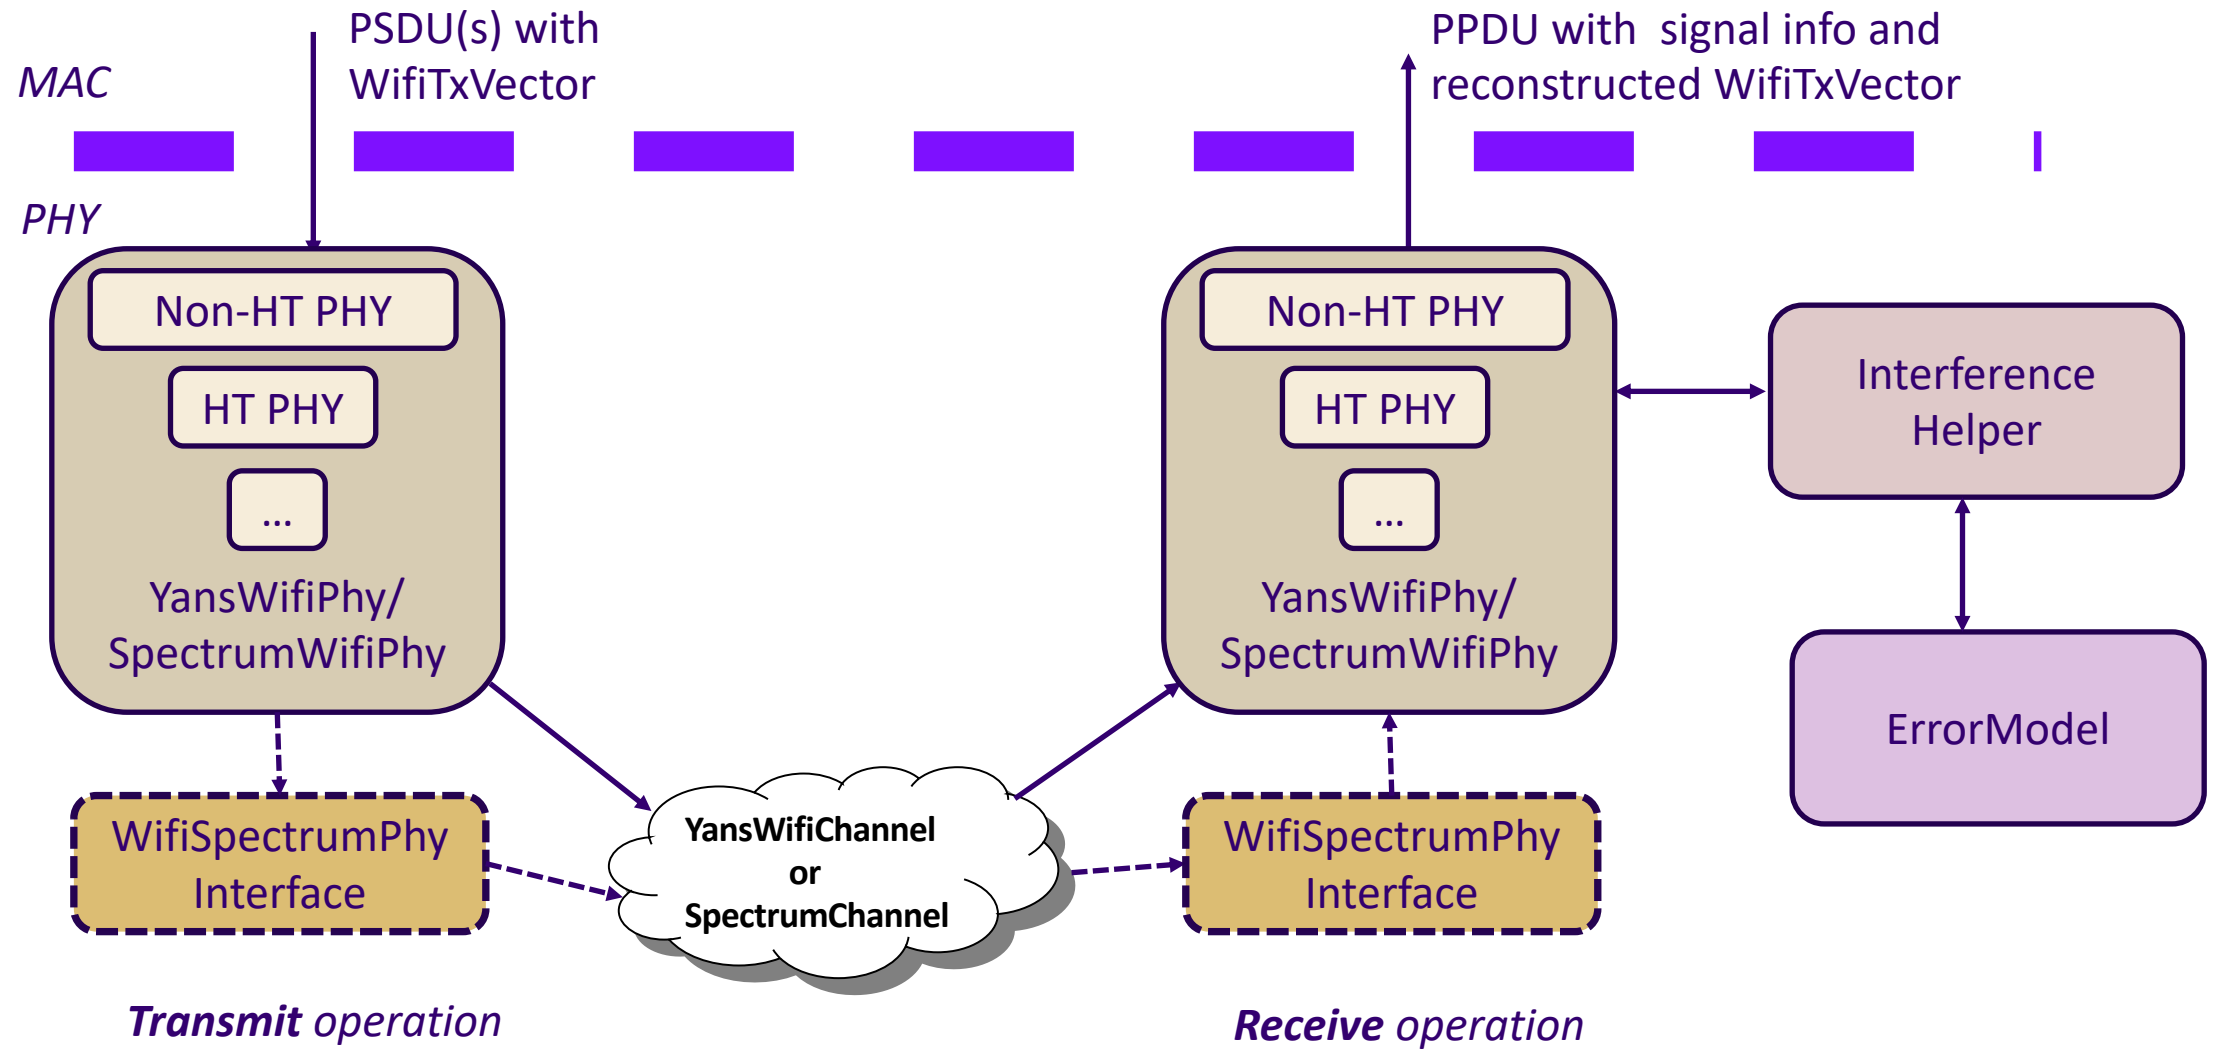 PSDU(s) with
WifiTxVector
PPDU with  signal info and
reconstructed WifiTxVector
MAC
PHY
Non-HT PHY
HT PHY
...
YansWifiPhy/
SpectrumWifiPhy
Non-HT PHY
HT PHY
...
YansWifiPhy/
SpectrumWifiPhy
Interference
Helper
ErrorModel
WifiSpectrumPhy
Interface
YansWifiChannel
or
SpectrumChannel
WifiSpectrumPhy
Interface
Transmit operation
Receive operation